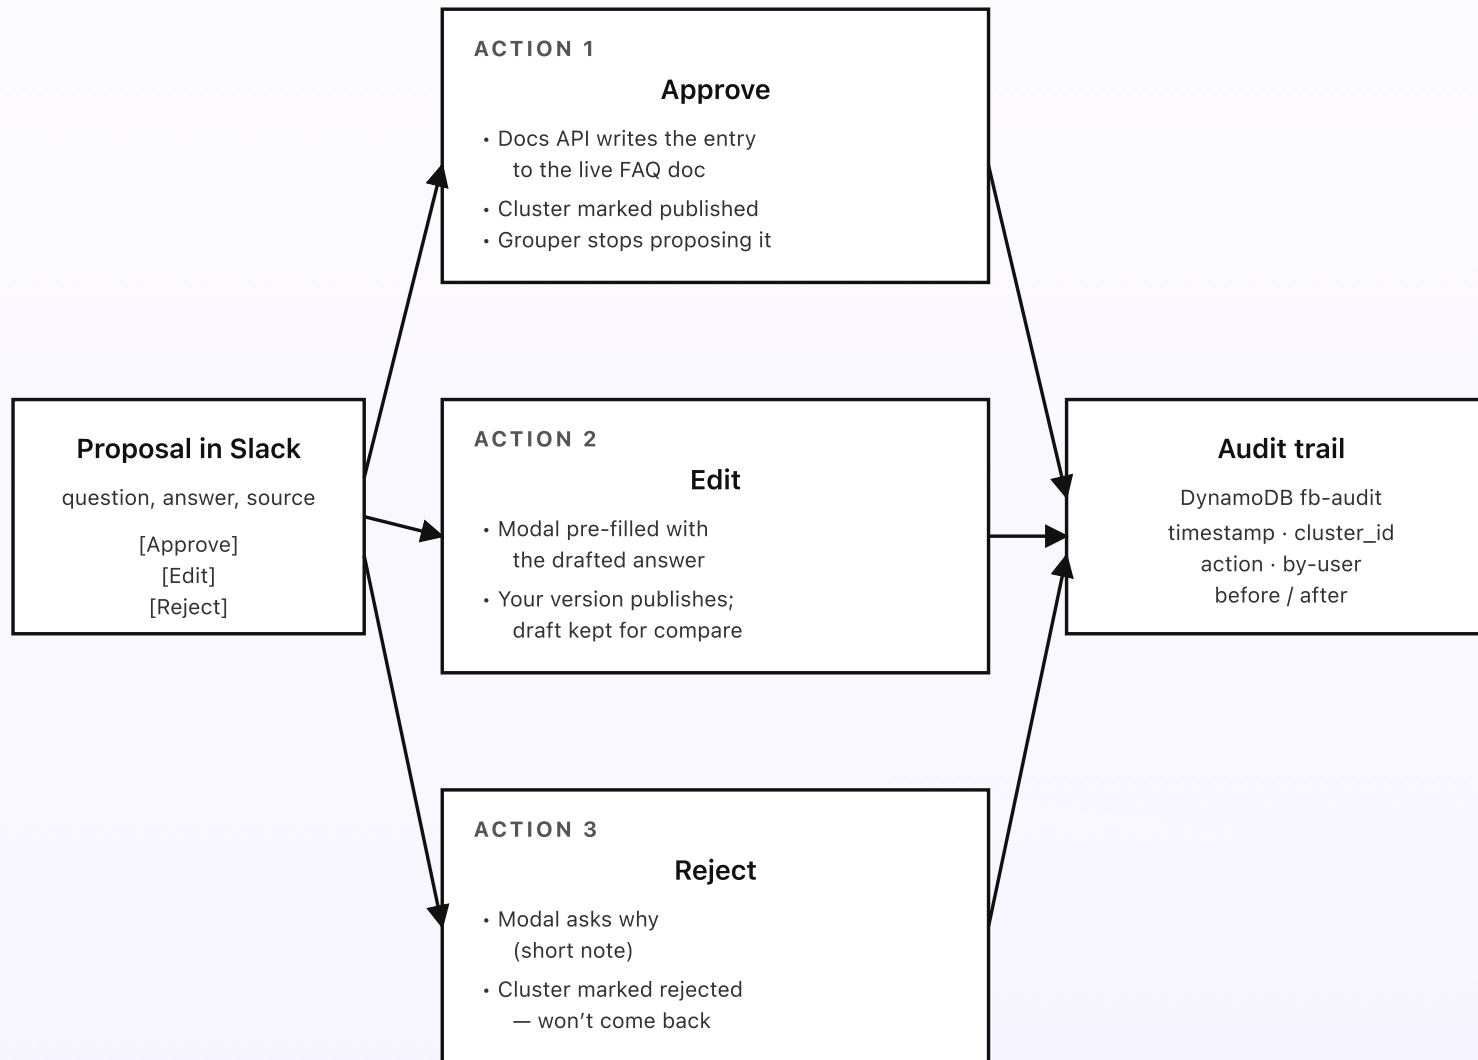 ACTION 1
Approve
• Docs API writes the entry
to the live FAQ doc
• Cluster marked published
• Grouper stops proposing it
Proposal in Slack
question, answer, source
[Approve]
[Edit]
[Reject]
ACTION 2
Edit
• Modal pre-filled with
the drafted answer
• Your version publishes;
draft kept for compare
Audit trail
DynamoDB fb-audit
timestamp · cluster_id
action · by-user
before / after
ACTION 3
Reject
• Modal asks why
(short note)
• Cluster marked rejected
— won’t come back